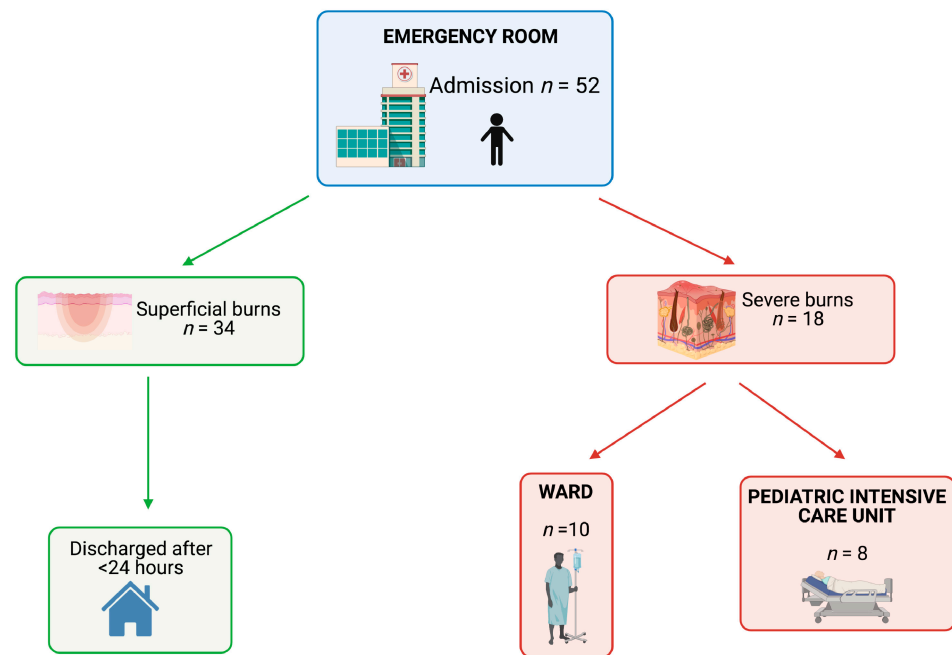 EMERGENCY ROOM
Admission n = 52
Superficial burns
n = 34
Severe burns
n = 18
Discharged after
<24 hours
WARD
n =10
PEDIATRIC INTENSIVE
CARE UNIT
n = 8